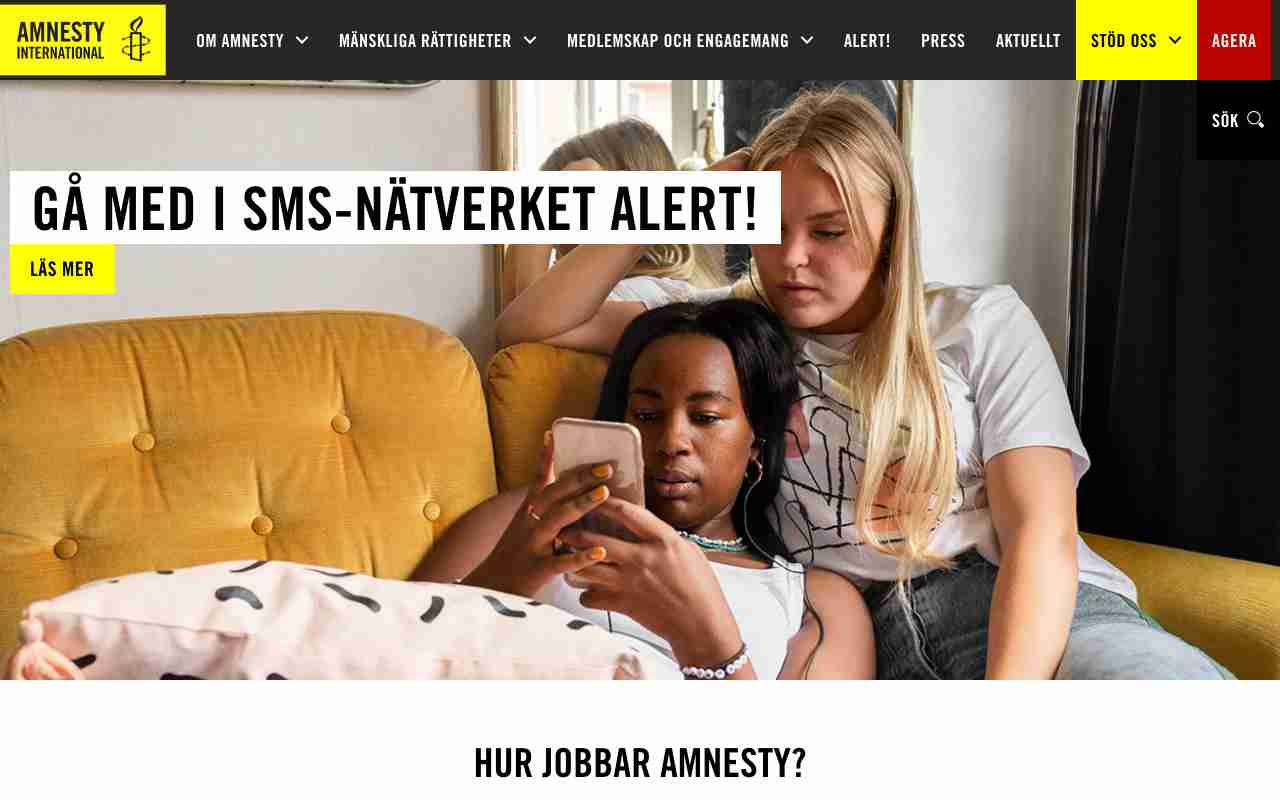 AMNESTY
INTERNATIONAL
OM AMNESTY
MÄNSKLIGA RÄTTIGHETER
MEDLEMSKAP OCH ENGAGEMANG
ALERT!
PRESS
AKTUELLT
STÖD OSS
AGERA
SÖK
GÅ MED I SMS-NÄTVERKET ALERT!
LÄS MER
HUR JOBBAR AMNESTY?